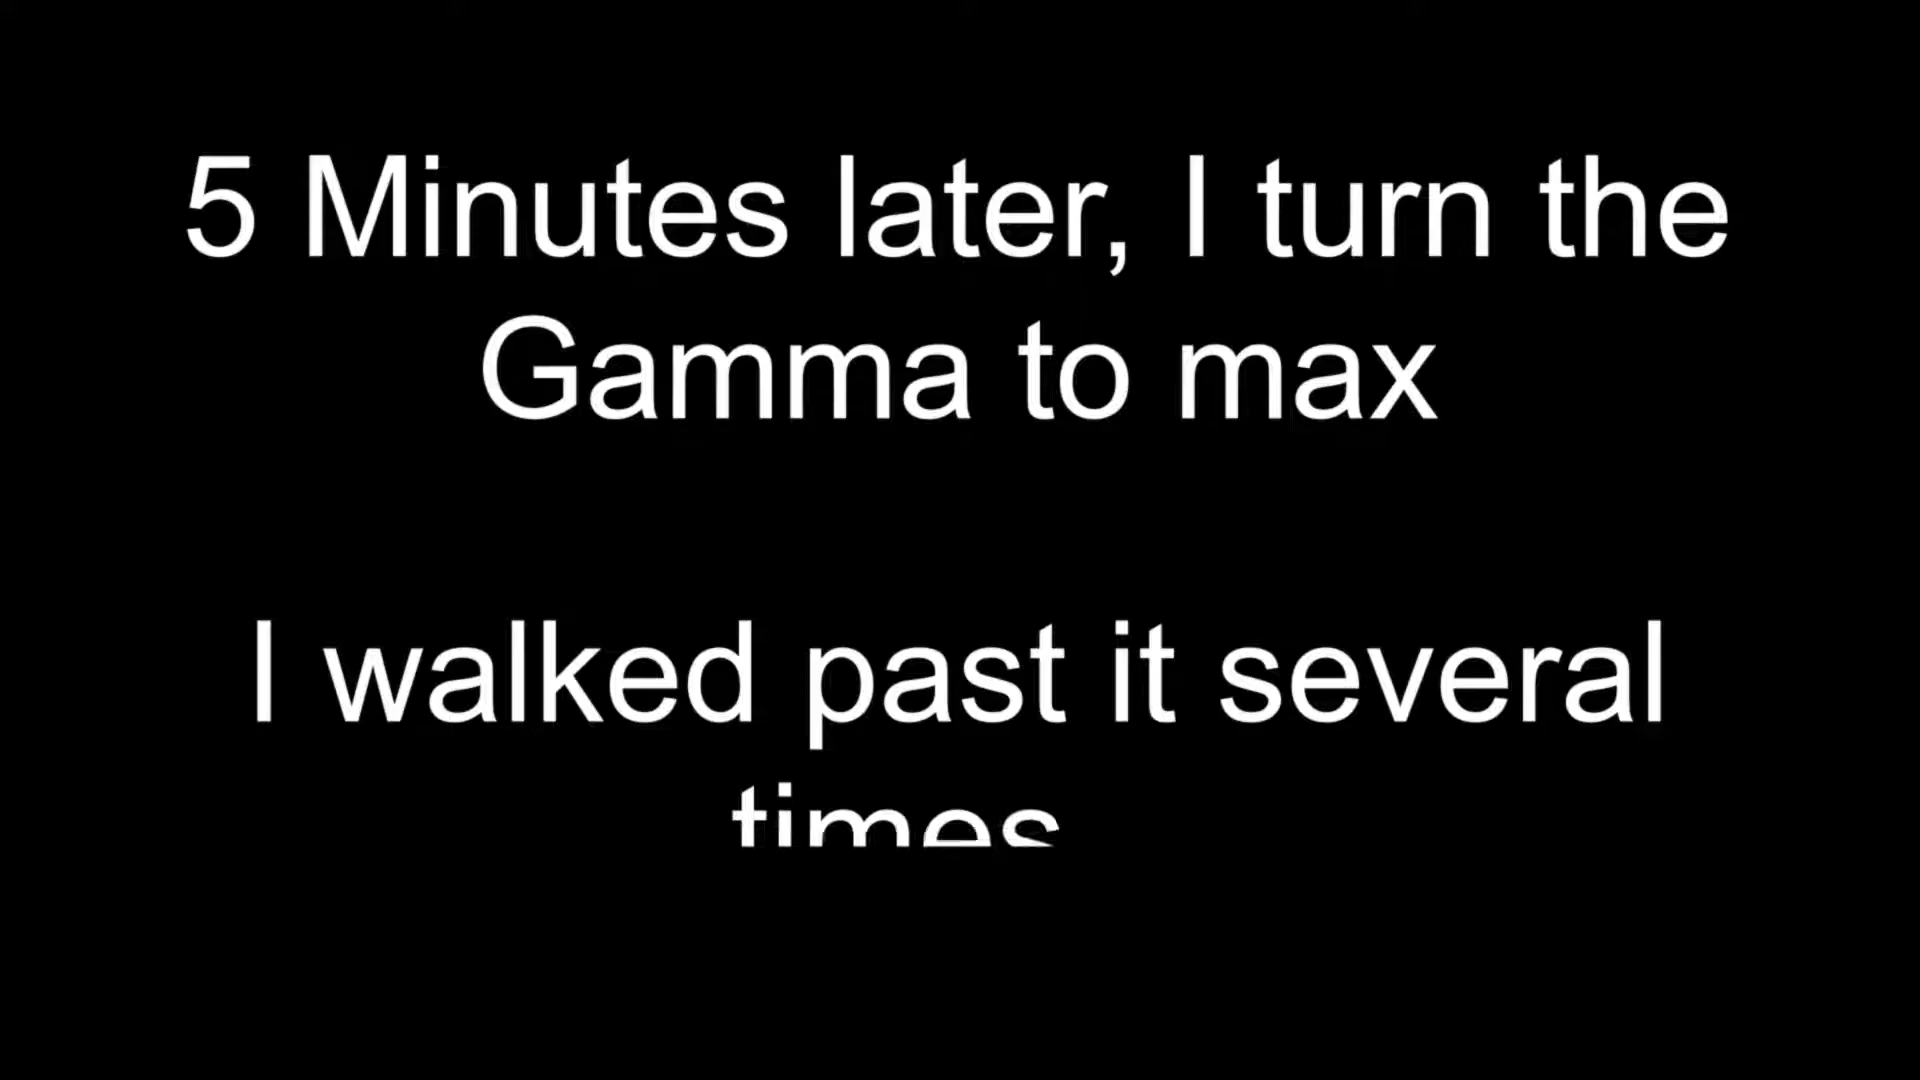 5 Minutes later, I turn the
Gamma to max
I walked past it several
times